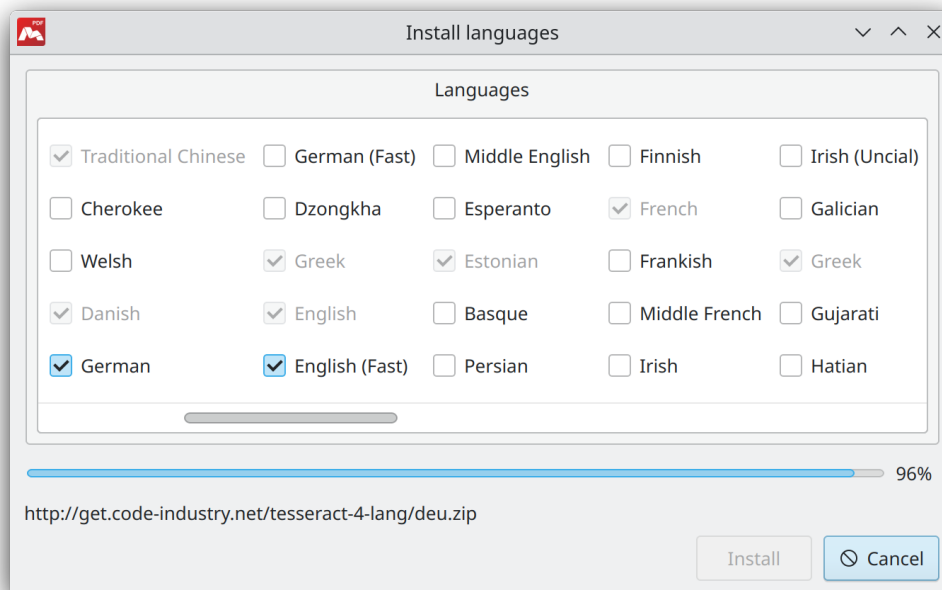 PDF
Install languages
Languages
Traditional Chinese German (Fast) Middle English Finnish Irish (Uncial)
Cherokee Dzongkha Esperanto French Galician
Welsh Greek Estonian Frankish Greek
Danish English Basque Middle French Gujarati
German English (Fast) Persian Irish Hatian
96%
http://get.code-industry.net/tesseract-4-lang/deu.zip
Install Cancel